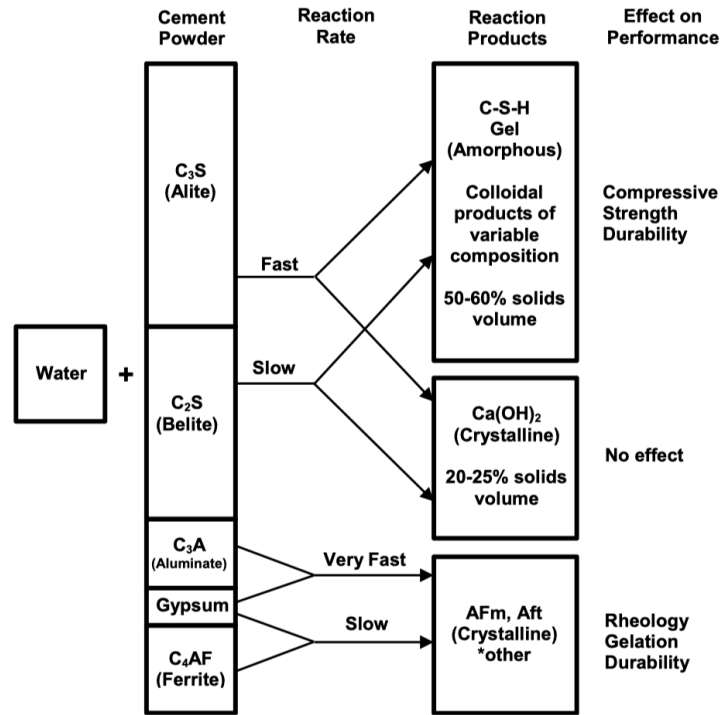 Cement
Powder
Reaction
Rate
Reaction
Products
Effect on
Performance
Water
+
C₃S
(Alite)
C₂S
(Belite)
C₃A
(Aluminate)
Gypsum
C₄AF
(Ferrite)
Fast
Slow
Very Fast
Slow
C-S-H
Gel
(Amorphous)
Colloidal
products of
variable
composition
50-60% solids
volume
Ca(OH)₂
(Crystalline)
20-25% solids
volume
AFm, Aft
(Crystalline)
*other
Compressive
Strength
Durability
No effect
Rheology
Gelation
Durability